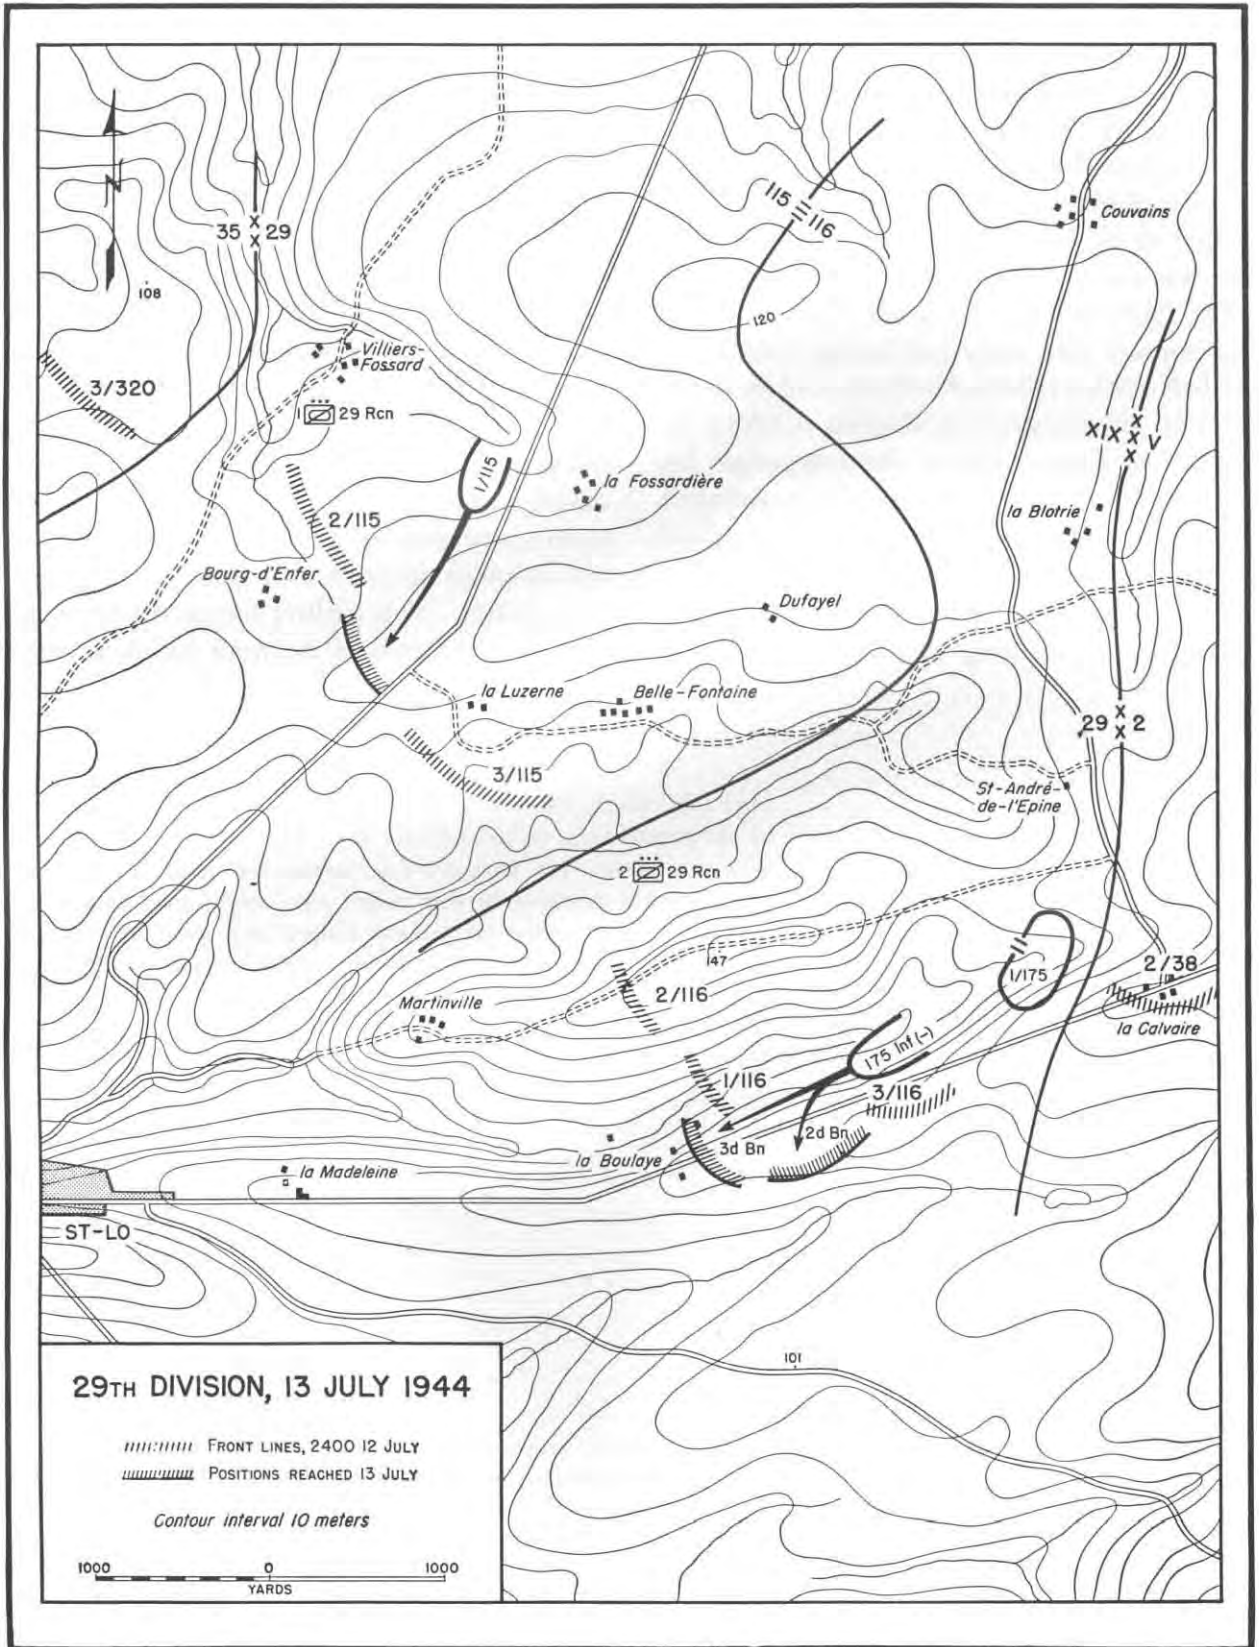 N
115 116
Couvains
35 29
108
120
Villiers-
Fossard
3/320
1 29 Rcn
XIX V
1/115
la Fossardière
2/115
la Blotrie
Bourg-d'Enfer
Dufayel
la Luzerne
Belle-Fontaine
29 2
3/115
St-André-
de-l'Epine
2 29 Rcn
147
2/38
1/175
2/116
Martinville
la Calvaire
175 Inf (-)
1/116
3/116
2d Bn
3d Bn
la Boulaye
la Madeleine
ST-LO
101
29TH DIVISION, 13 JULY 1944
FRONT LINES, 2400 12 JULY
POSITIONS REACHED 13 JULY
Contour interval 10 meters
1000 0 1000
YARDS